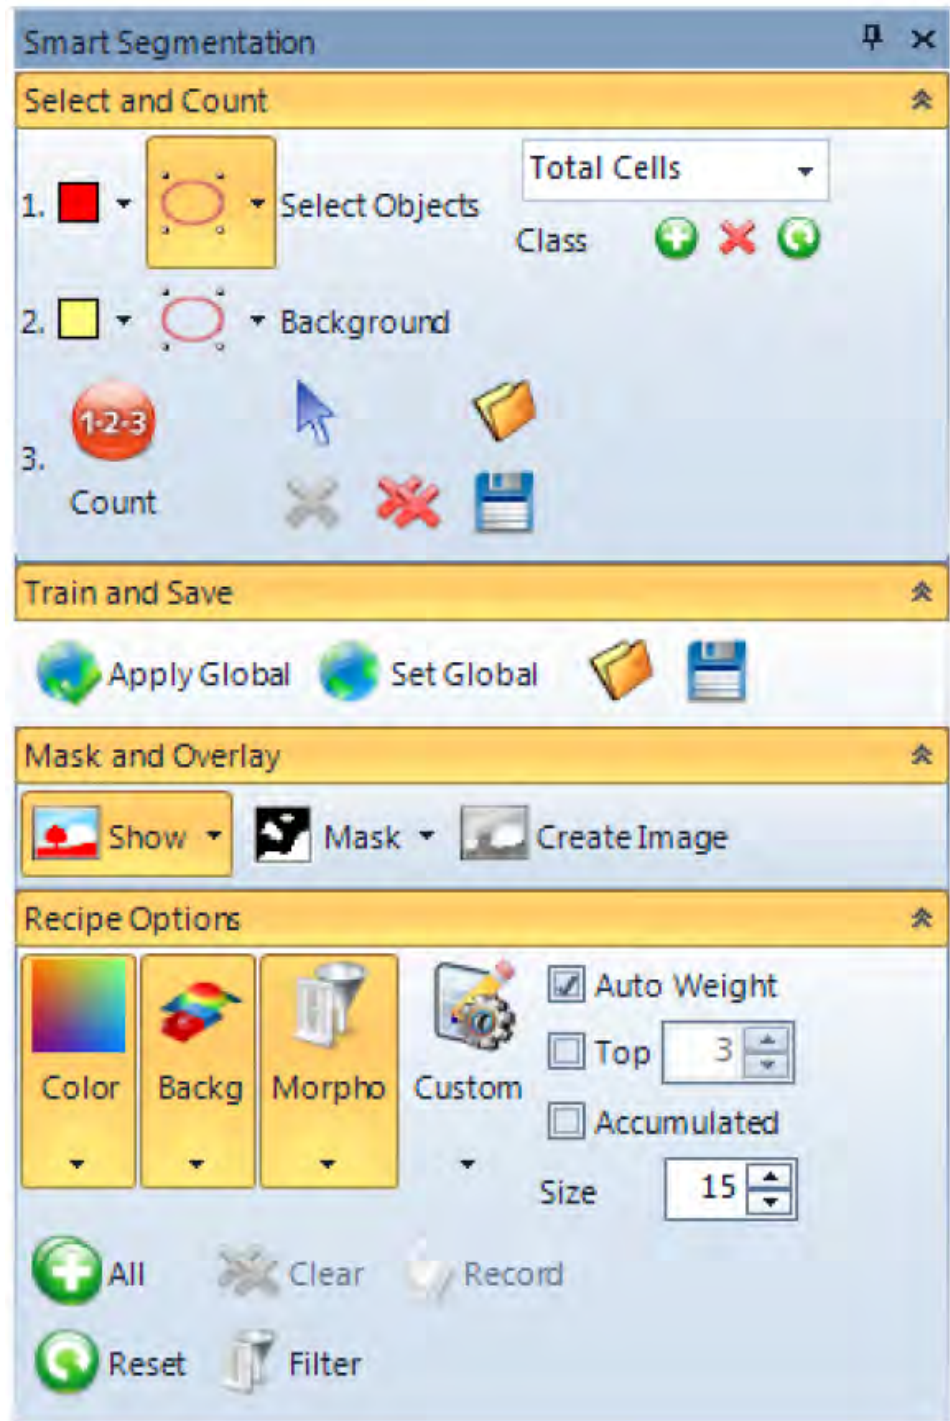 Smart Segmentation
Select and Count
1. Select Objects Total Cells
Class
2. Background
1-2-3
3.
Count
Train and Save
Apply Global Set Global
Mask and Overlay
Show Mask Create Image
Recipe Options
Auto Weight
Top 3
Color Backg Morpho Custom
Accumulated
Size 15
All Clear Record
Reset Filter